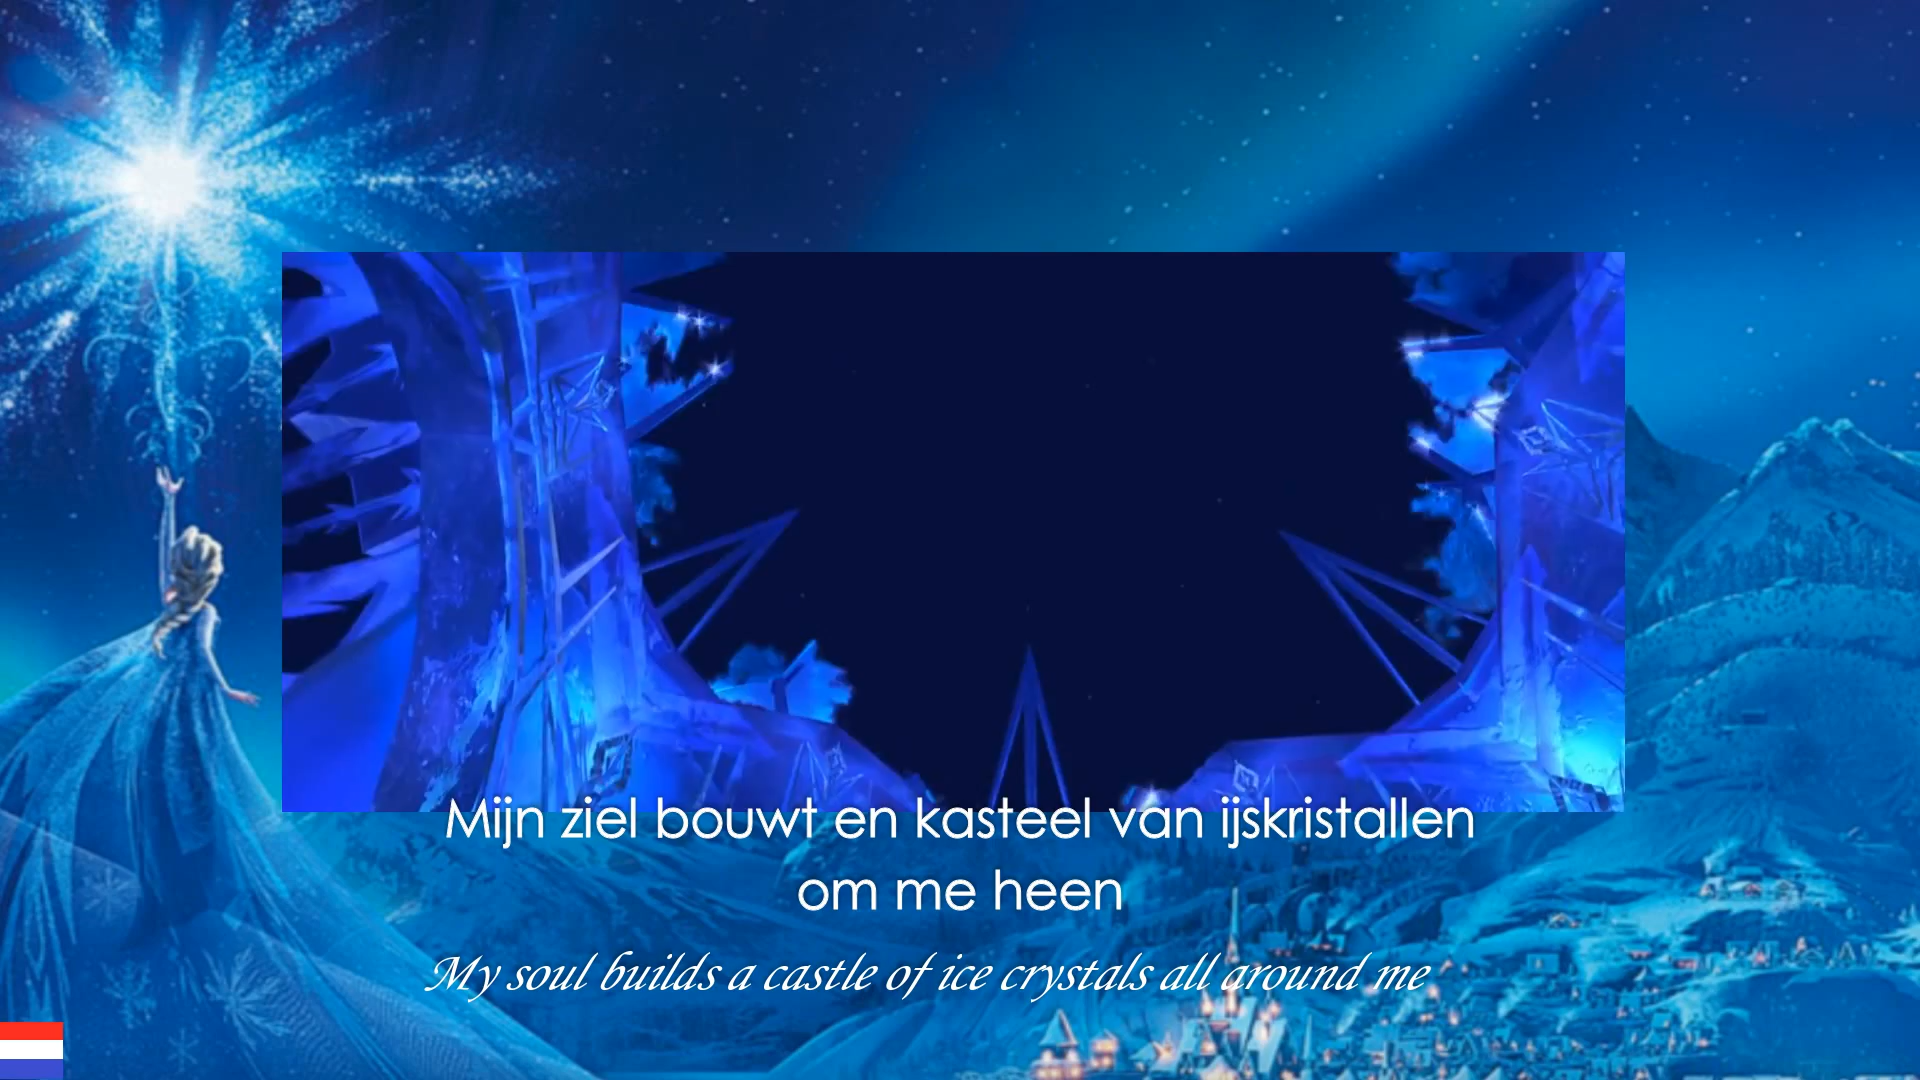 Mijn ziel bouwt en kasteel van ijskristallen
om me heen
My soul builds a castle of ice crystals all around me